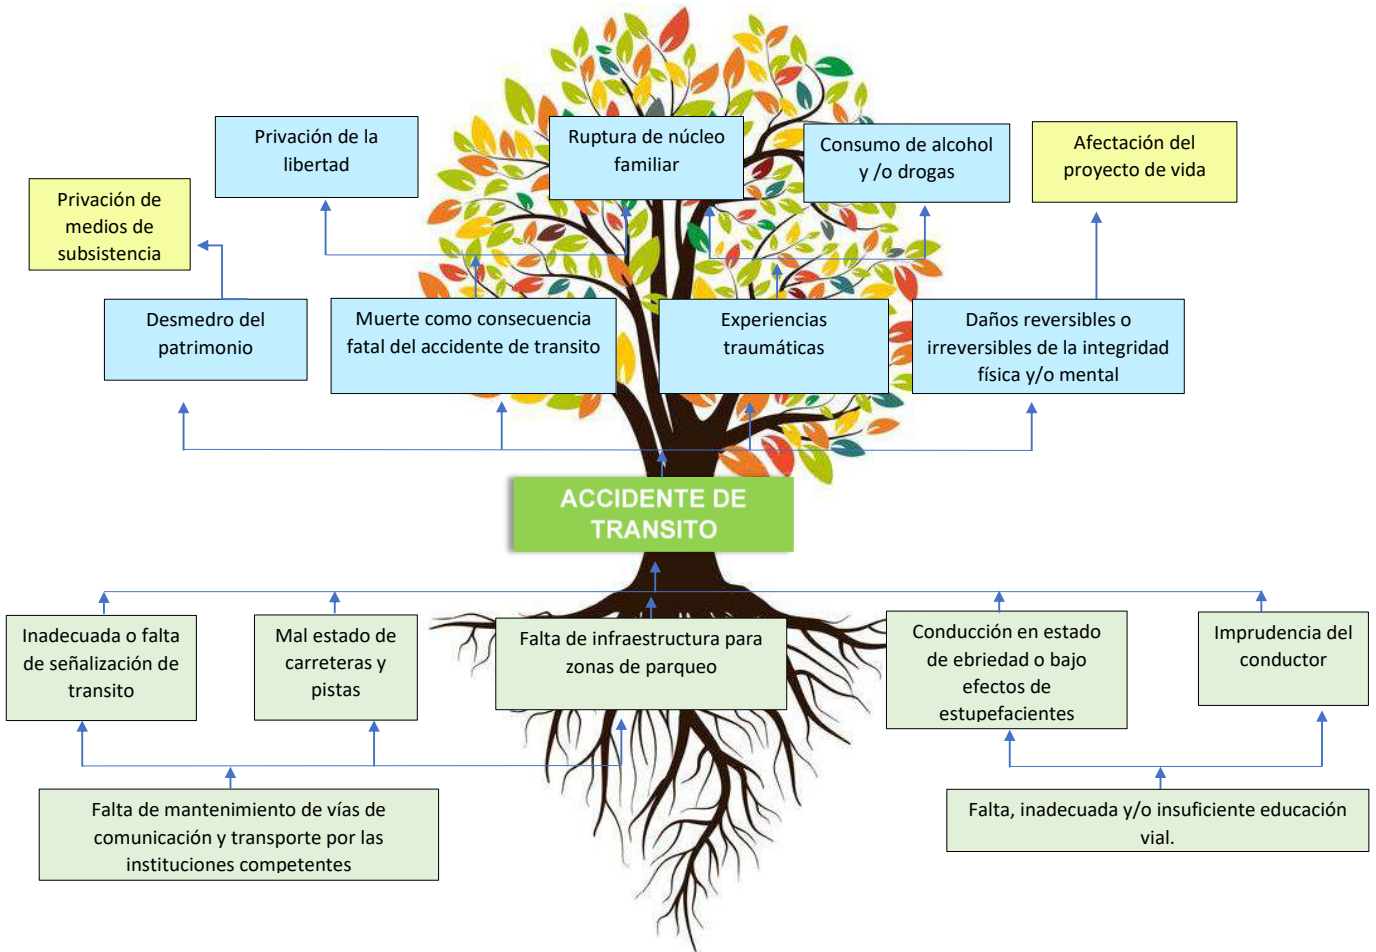 Privación de la
libertad
Ruptura de núcleo
familiar
Consumo de alcohol
y /o drogas
Afectación del
proyecto de vida
Privación de
medios de
subsistencia
Desmedro del
patrimonio
Muerte como consecuencia
fatal del accidente de transito
Experiencias
traumáticas
Daños reversibles o
irreversibles de la integridad
física y/o mental
ACCIDENTE DE
TRANSITO
Inadecuada o falta
de señalización de
transito
Mal estado de
carreteras y
pistas
Falta de infraestructura para
zonas de parqueo
Conducción en estado
de ebriedad o bajo
efectos de
estupefacientes
Imprudencia del
conductor
Falta de mantenimiento de vías de
comunicación y transporte por las
instituciones competentes
Falta, inadecuada y/o insuficiente educación
vial.